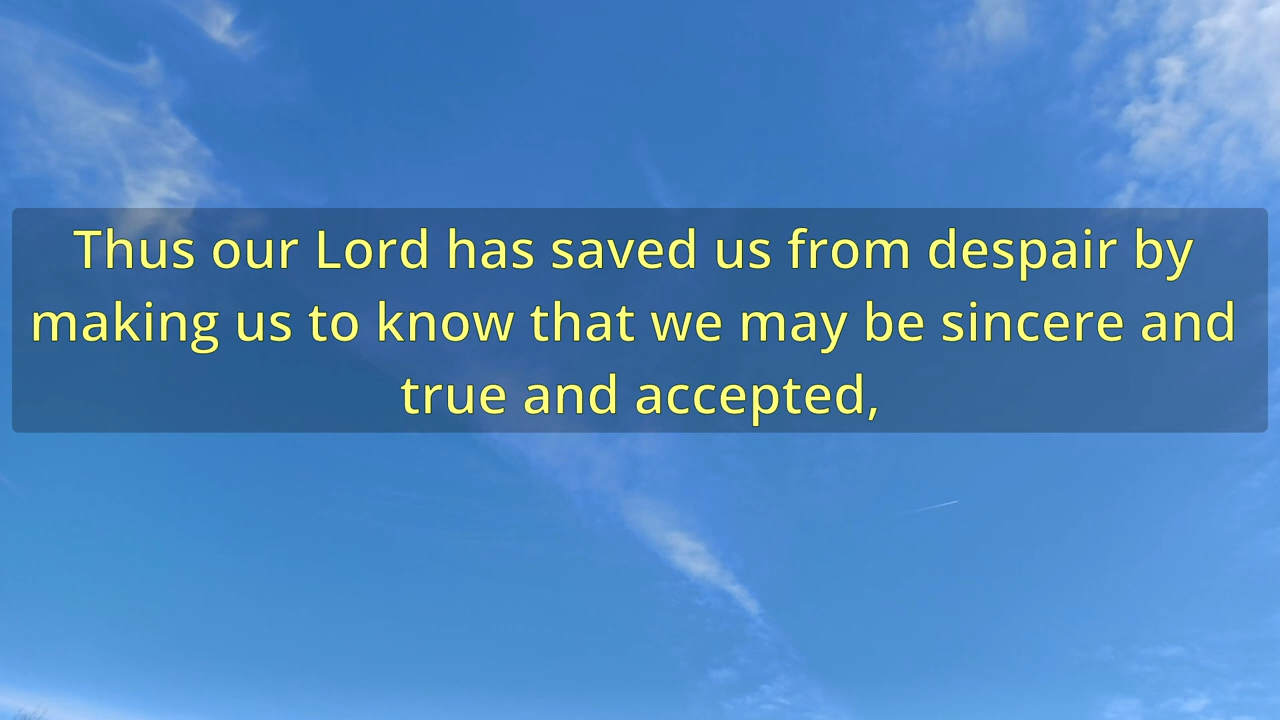 Thus our Lord has saved us from despair by
making us to know that we may be sincere and
true and accepted,